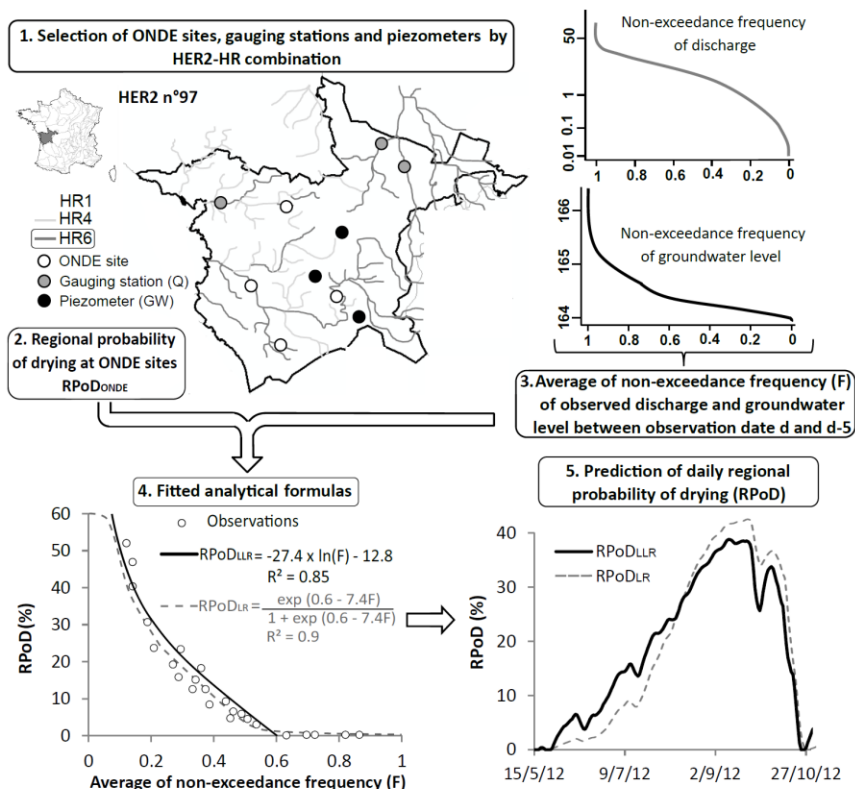 1. Selection of ONDE sites, gauging stations and piezometers by
HER2-HR combination
HER2 n°97
HR1
HR4
HR6
ONDE site
Gauging station (Q)
Piezometer (GW)
Non-exceedance frequency
of discharge
50
1
0.1
0.01
1 0.8 0.6 0.4 0.2 0
Non-exceedance frequency
of groundwater level
166
165
164
1 0.8 0.6 0.4 0.2 0
2. Regional probability
of drying at ONDE sites
RPoDONDE
3. Average of non-exceedance frequency (F)
of observed discharge and groundwater
level between observation date d and d-5
4. Fitted analytical formulas
Observations
RPoDLLR= -27.4 x ln(F) - 12.8
R² = 0.85
RPoDLR= exp (0.6 - 7.4F)
1 + exp (0.6 - 7.4F)
R² = 0.9
RPoD(%)
60
50
40
30
20
10
0
0 0.2 0.4 0.6 0.8 1
Average of non-exceedance frequency (F)
5. Prediction of daily regional
probability of drying (RPoD)
RPoDLLR
RPoDLR
RPoD (%)
40
30
20
10
0
15/5/12 9/7/12 2/9/12 27/10/12